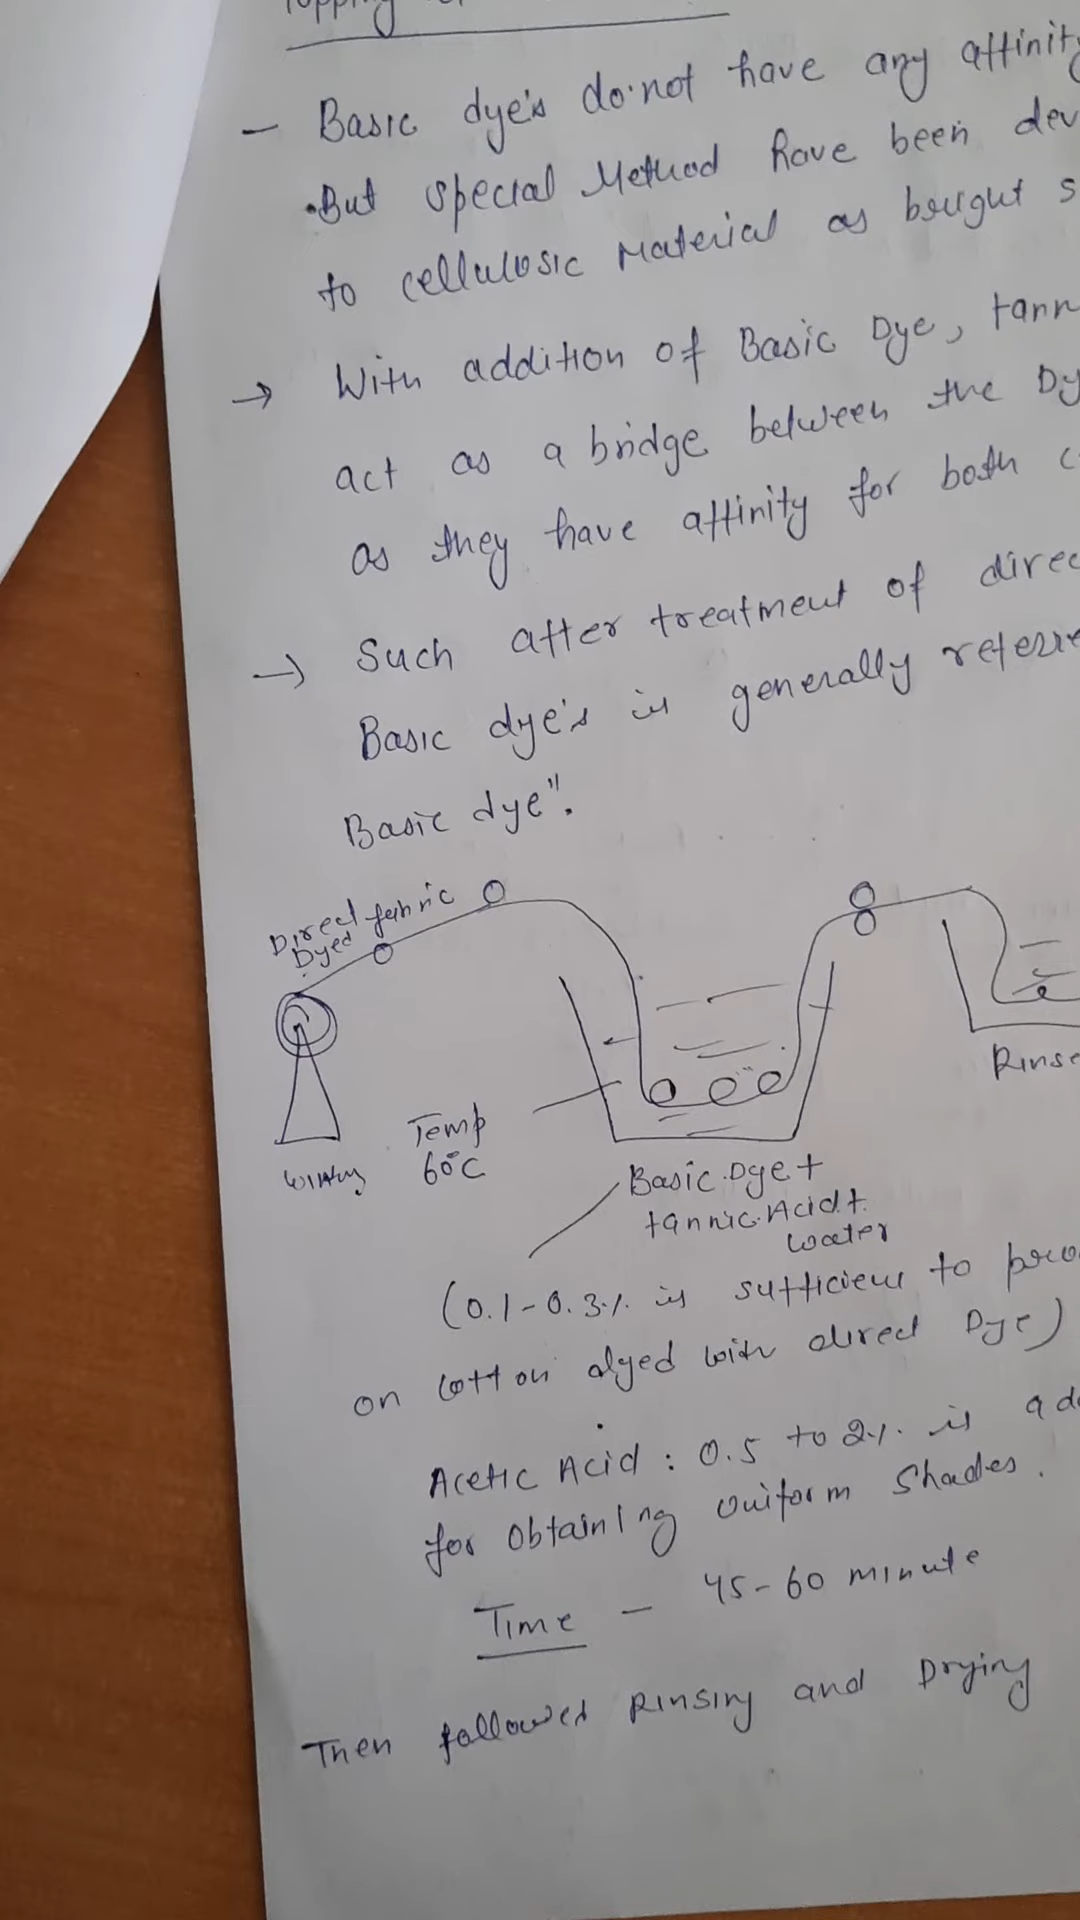 Topping
- Basic dye's do not have any affinity
. But special Method have been dev
to cellulosic material as bright s
→ With addition of Basic Dye, tann
act as a bridge between the Dy
as they have affinity for both c
→ Such after treatment of direc
Basic dye's is generally referre
Basic dye".
Direct fabric
Dyed
Rinse
Temp
60°C
Basic Dye +
tannic Acid +
water
(0.1-0.3% is sufficient to pro
on cotton dyed with direct Dye)
Acetic Acid : 0.5 to 2% is ad
for obtaining uniform shades.
Time - 45-60 minute
Then followed Rinsing and Drying